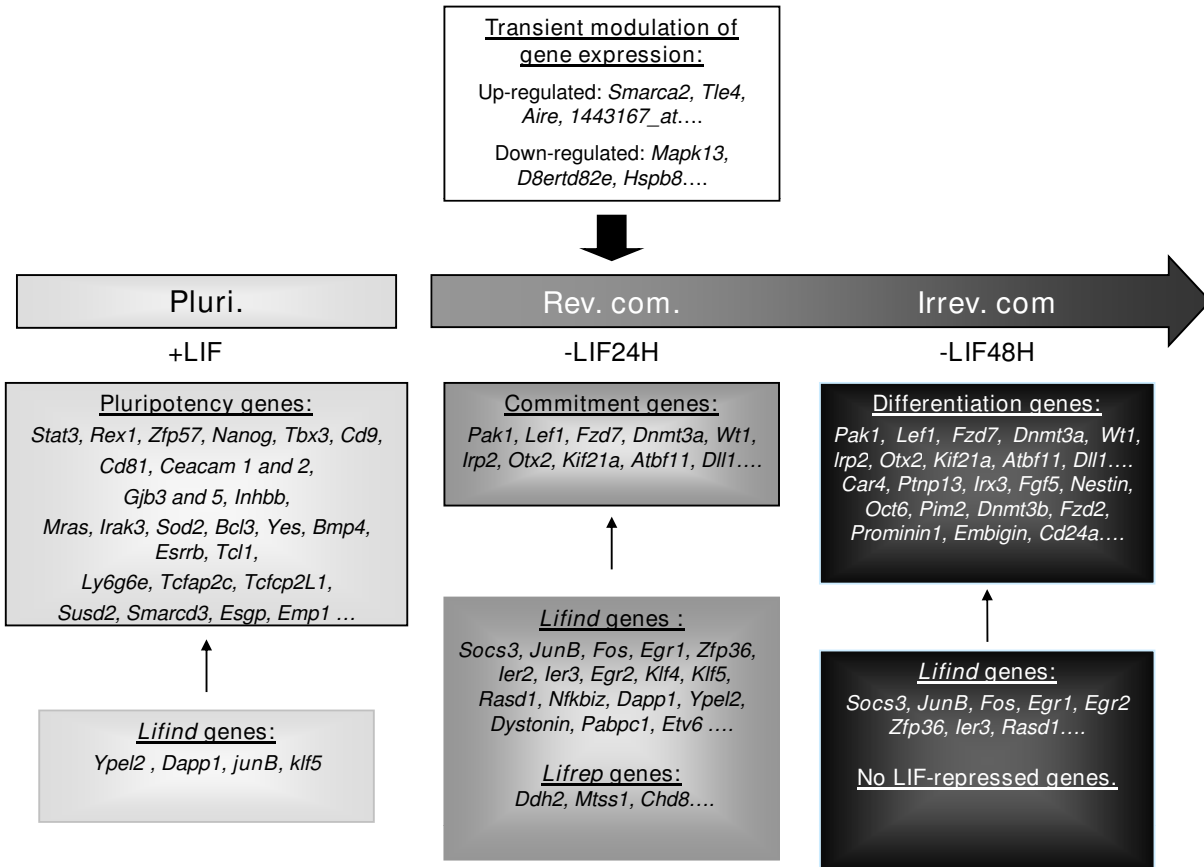 Transient modulation of
gene expression:
Up-regulated: Smarca2, Tle4,
Aire, 1443167_at….
Down-regulated: Mapk13,
D8ertd82e, Hspb8….
Pluri.
Rev. com.
Irrev. com
+LIF
-LIF24H
-LIF48H
Pluripotency genes:
Stat3, Rex1, Zfp57, Nanog, Tbx3, Cd9,
Cd81, Ceacam 1 and 2,
Gjb3 and 5, Inhbb,
Mras, Irak3, Sod2, Bcl3, Yes, Bmp4,
Esrrb, Tcl1,
Ly6g6e, Tcfap2c, Tcfcp2L1,
Susd2, Smarcd3, Esgp, Emp1 …
Lifind genes:
Ypel2 , Dapp1, junB, klf5
Commitment genes:
Pak1, Lef1, Fzd7, Dnmt3a, Wt1,
Irp2, Otx2, Kif21a, Atbf11, Dll1….
Lifind genes :
Socs3, JunB, Fos, Egr1, Zfp36,
Ier2, Ier3, Egr2, Klf4, Klf5,
Rasd1, Nfkbiz, Dapp1, Ypel2,
Dystonin, Pabpc1, Etv6 ….
Lifrep genes:
Ddh2, Mtss1, Chd8….
Differentiation genes:
Pak1, Lef1, Fzd7, Dnmt3a, Wt1,
Irp2, Otx2, Kif21a, Atbf11, Dll1….
Car4, Ptnp13, Irx3, Fgf5, Nestin,
Oct6, Pim2, Dnmt3b, Fzd2,
Prominin1, Embigin, Cd24a….
Lifind genes:
Socs3, JunB, Fos, Egr1, Egr2
Zfp36, Ier3, Rasd1….
No LIF-repressed genes.